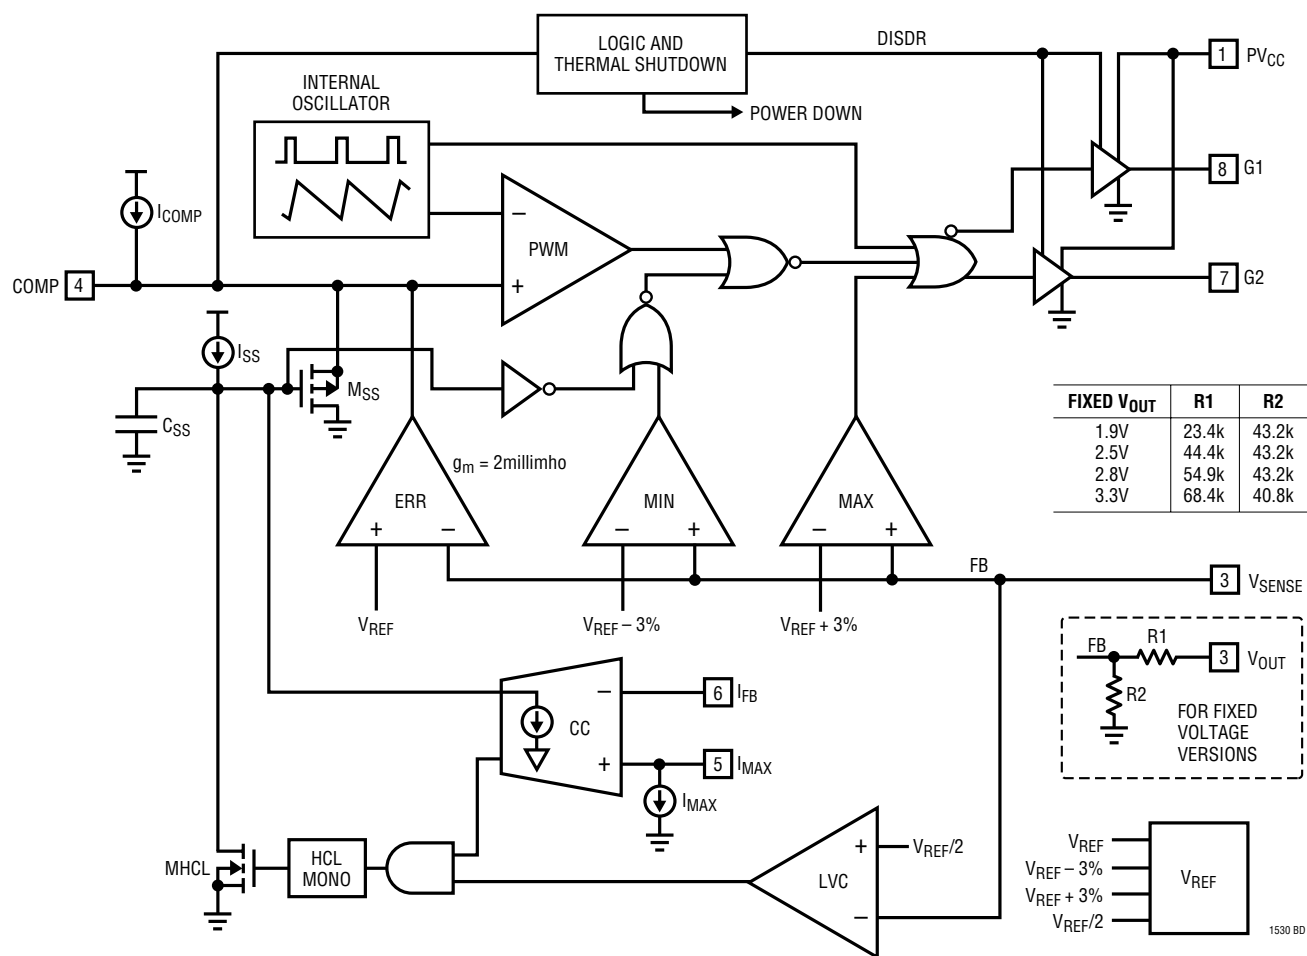 LOGIC AND
THERMAL SHUTDOWN
DISDR
1 PVCC
INTERNAL
OSCILLATOR
POWER DOWN
8 G1
ICOMP
– PWM +
COMP 4
7 G2
ISS
MSS
CSS
FIXED VOUT R1 R2
1.9V 23.4k 43.2k
2.5V 44.4k 43.2k
2.8V 54.9k 43.2k
3.3V 68.4k 40.8k
gm = 2millimho
ERR
+ –
MIN
– +
MAX
– +
FB
3 VSENSE
VREF
VREF – 3%
VREF + 3%
FB R1 3 VOUT
R2
FOR FIXED
VOLTAGE
VERSIONS
– 6 IFB
CC
+ 5 IMAX
IMAX
MHCL
HCL
MONO
+ VREF/2
LVC
–
VREF
VREF – 3%
VREF + 3%
VREF/2
VREF
1530 BD